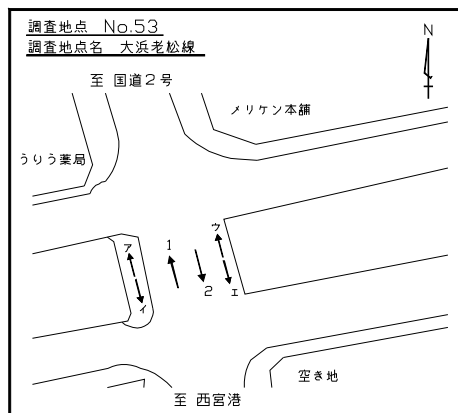 調査地点 No.53
調査地点名 大浜老松線
N
至 国道2号
メリケン本舗
うりう薬局
ア
1
ウ
イ
2
エ
空き地
至 西宮港